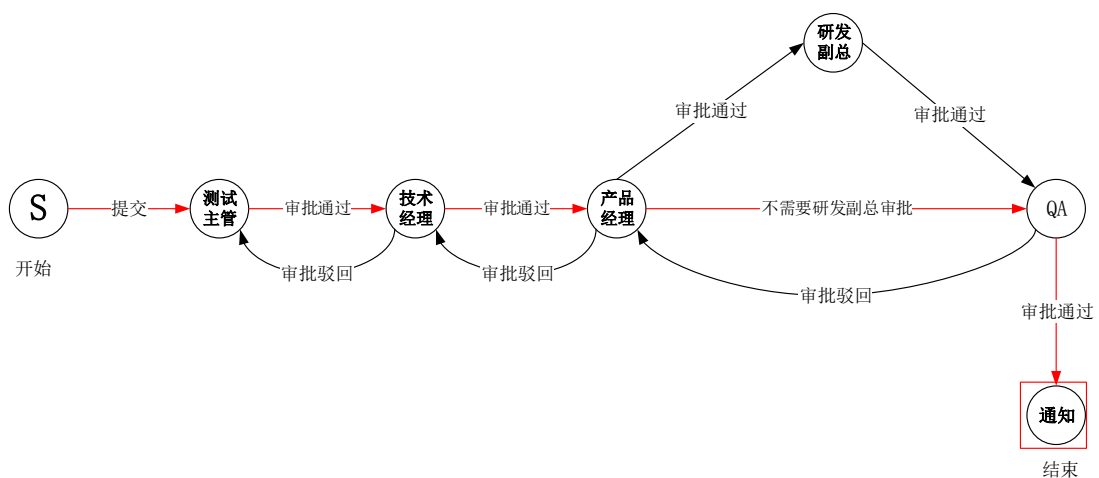 研发
副总
审批通过
审批通过
S
提交
测试
主管
审批通过
技术
经理
审批通过
产品
经理
不需要研发副总审批
QA
开始
审批驳回
审批驳回
审批驳回
审批通过
通知
结束